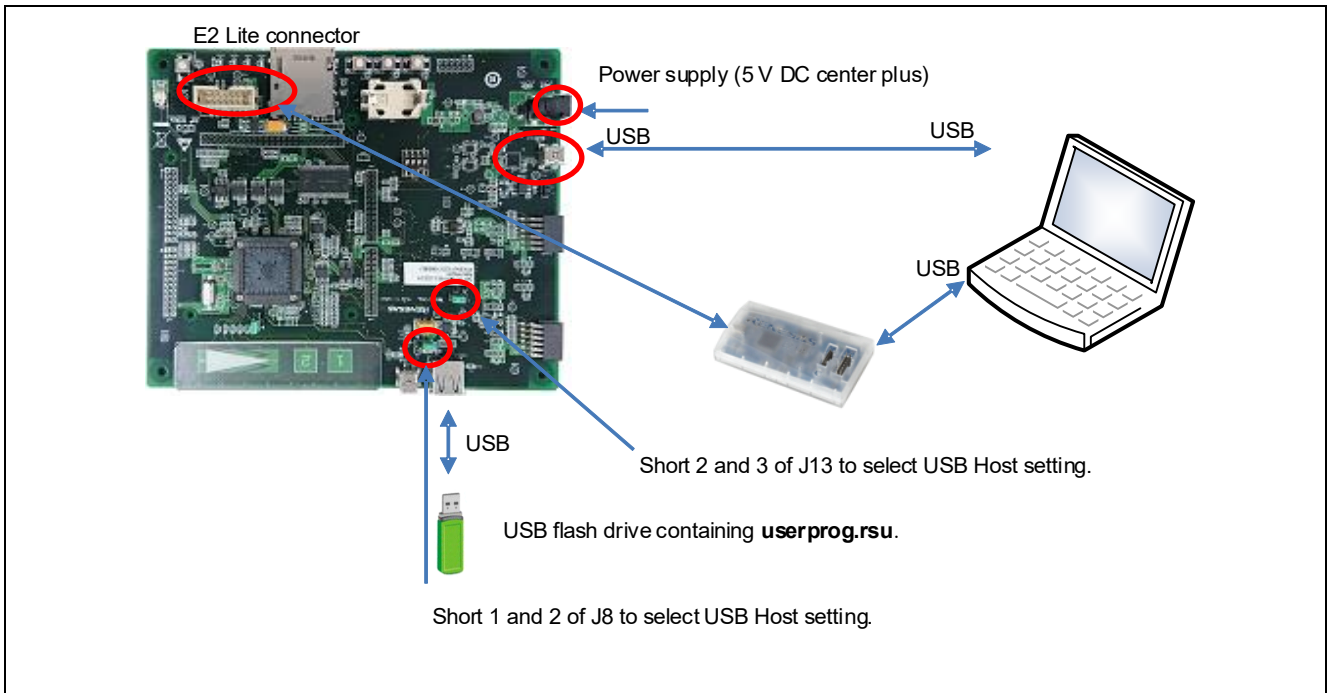 E2 Lite connector
Power supply (5 V DC center plus)
USB
USB
USB
Short 2 and 3 of J13 to select USB Host setting.
USB
USB flash drive containing userprog.rsu.
Short 1 and 2 of J8 to select USB Host setting.